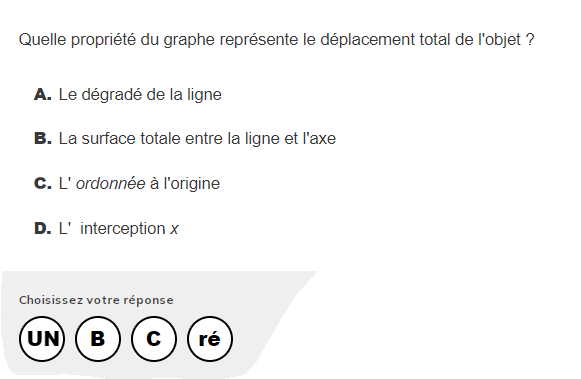 Quelle propriété du graphe représente le déplacement total de l'objet ?
A. Le dégradé de la ligne
B. La surface totale entre la ligne et l'axe
C. L' ordonnée à l'origine
D. L' interception x
Choisissez votre réponse
UN B C ré